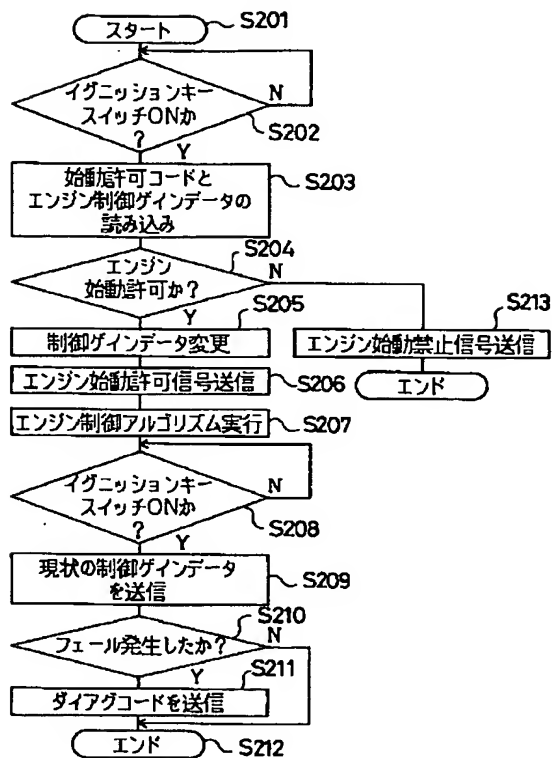 スタート
S201
イグニッションキー
スイッチONか
?
N
S202
Y
始動許可コードと
エンジン制御ゲインデータの
読み込み
S203
エンジン
始動許可か?
S204
N
Y
S205
制御ゲインデータ変更
S213
エンジン始動禁止信号送信
エンド
エンジン始動許可信号送信
S206
エンジン制御アルゴリズム実行
S207
イグニッションキー
スイッチONか
?
N
S208
Y
現状の制御ゲインデータ
を送信
S209
フェール発生したか?
S210
N
Y
S211
ダイアグコードを送信
エンド
S212